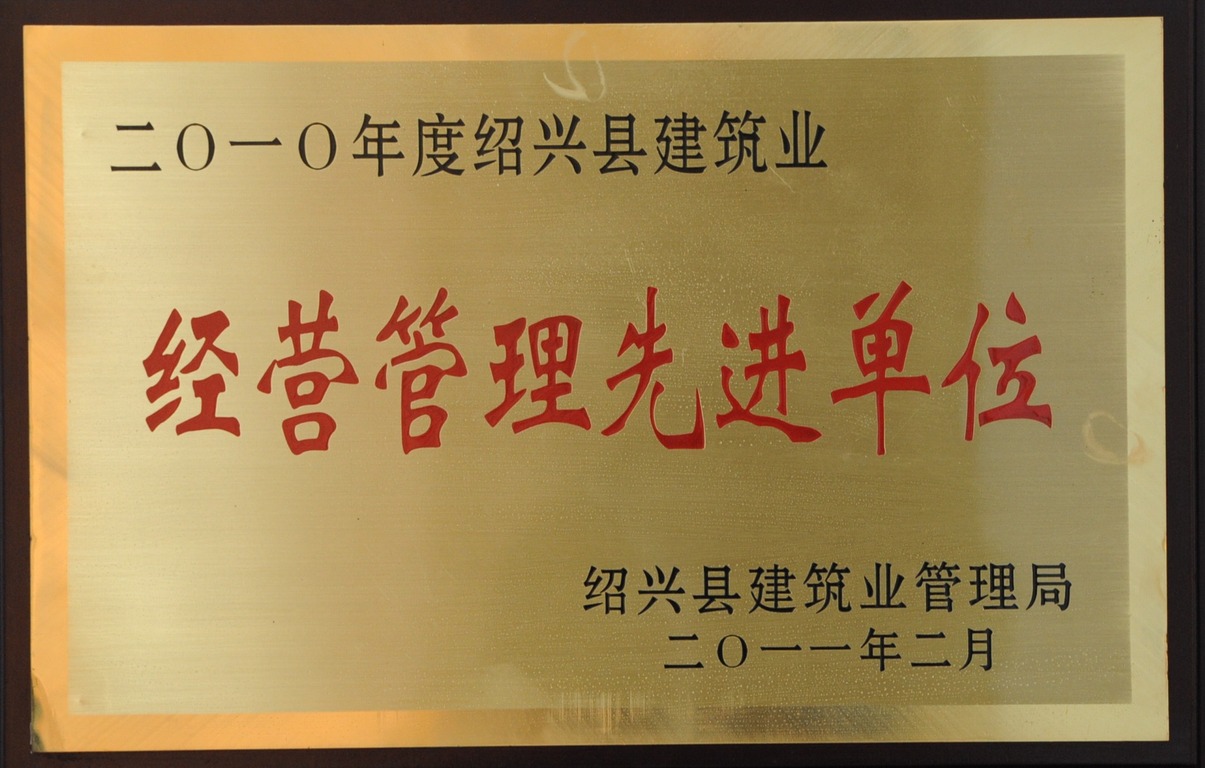 二〇一〇年度绍兴县建筑业
经营管理先进单位
绍兴县建筑业管理局
二〇一一年二月